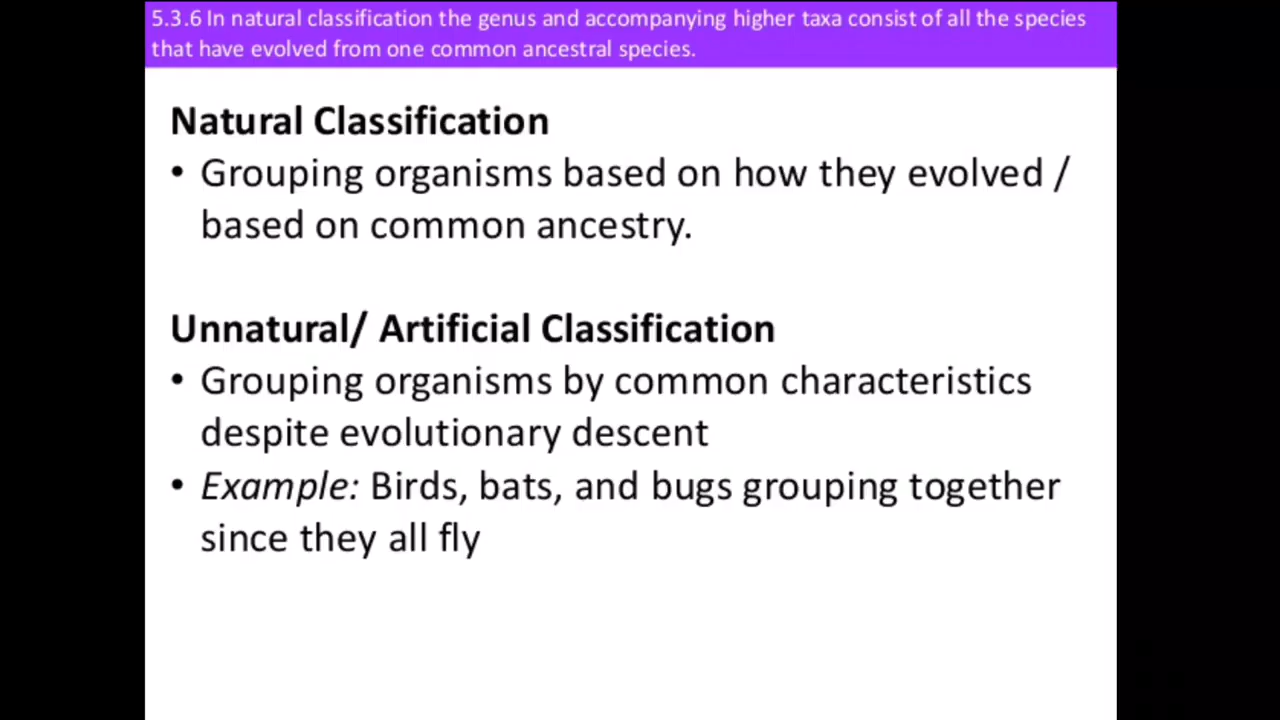 5.3.6 In natural classification the genus and accompanying higher taxa consist of all the species
that have evolved from one common ancestral species.
Natural Classification
• Grouping organisms based on how they evolved /
based on common ancestry.
Unnatural/ Artificial Classification
• Grouping organisms by common characteristics
despite evolutionary descent
• Example: Birds, bats, and bugs grouping together
since they all fly